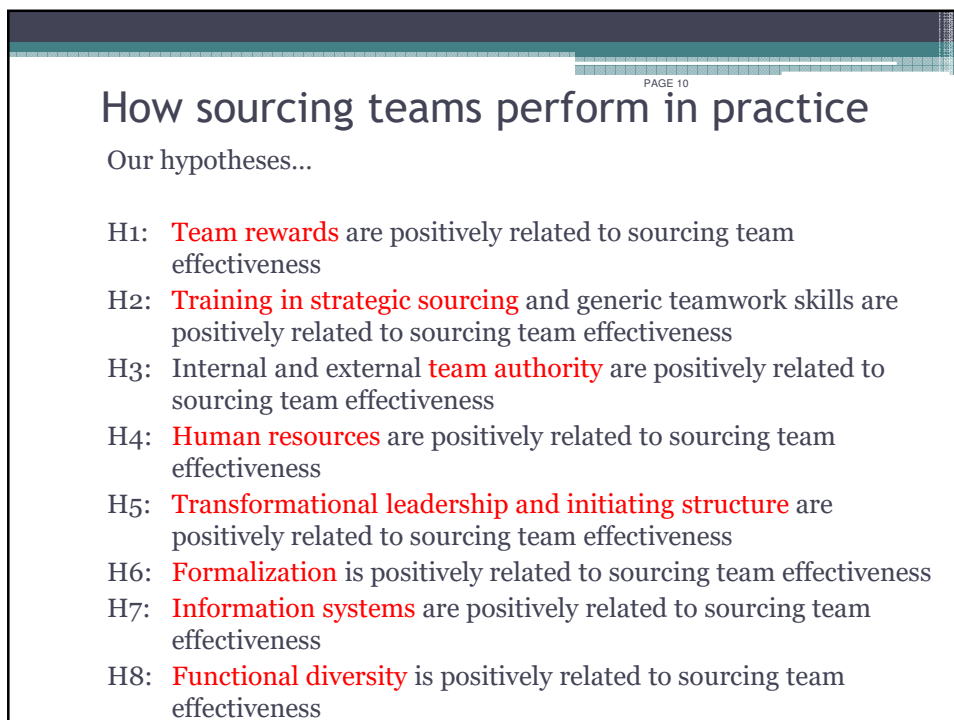 PAGE 10
How sourcing teams perform in practice
Our hypotheses…
H1: Team rewards are positively related to sourcing team
effectiveness
H2: Training in strategic sourcing and generic teamwork skills are
positively related to sourcing team effectiveness
H3: Internal and external team authority are positively related to
sourcing team effectiveness
H4: Human resources are positively related to sourcing team
effectiveness
H5: Transformational leadership and initiating structure are
positively related to sourcing team effectiveness
H6: Formalization is positively related to sourcing team effectiveness
H7: Information systems are positively related to sourcing team
effectiveness
H8: Functional diversity is positively related to sourcing team
effectiveness